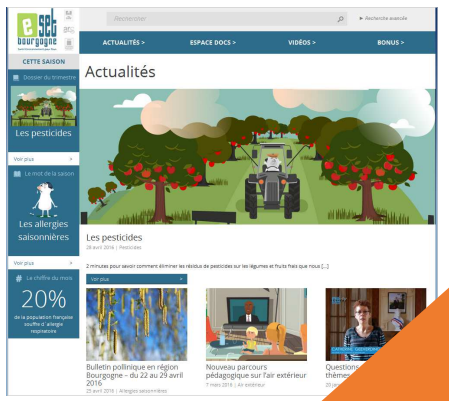 e-set
bourgogne
Rechercher
▸ Recherche avancée
ACTUALITÉS >
ESPACE DOCS >
VIDÉOS >
BONUS >
CETTE SAISON
Dossier du trimestre
Les pesticides
Voir plus >
Le mot de la saison
Les allergies
saisonnières
Voir plus >
# Le chiffre du mois
20%
de la population française
souffre d'allergie
respiratoire
Actualités
Les pesticides
28 avril 2016 | Pesticides
2 minutes pour savoir comment éliminer les résidus de pesticides sur les légumes et fruits frais que nous [...]
Voir plus >
Bulletin pollinique en région
Bourgogne – du 22 au 29 avril
2016
25 avril 2016 | Allergies saisonnières
Nouveau parcours
pédagogique sur l'air extérieur
7 mars 2016 | Air extérieur
Questions
thèmes